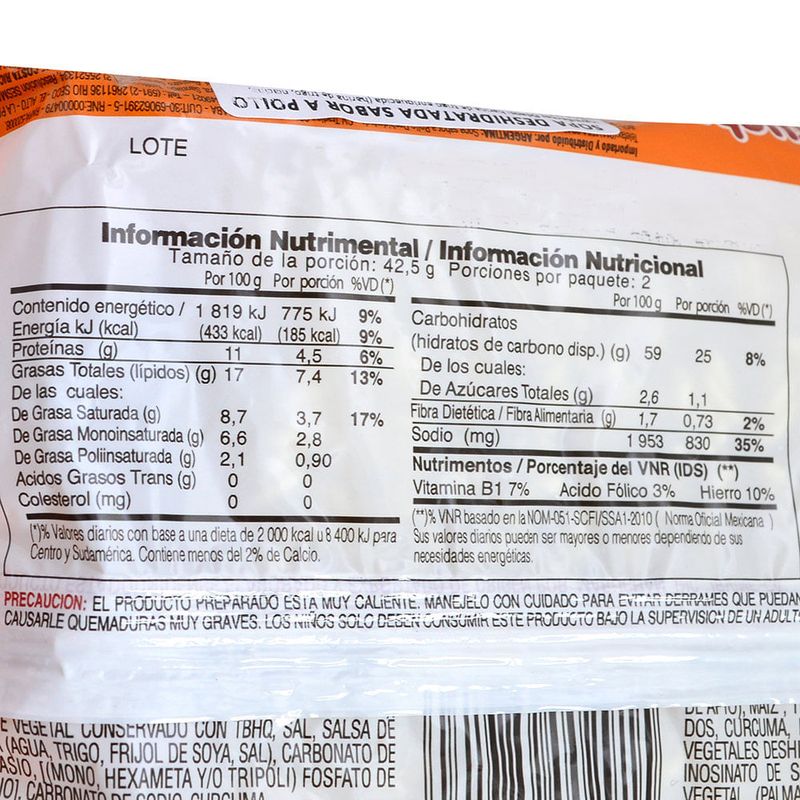 SOPA DESHIDRATADA SABOR A POLLO
Importado y Distribuido por: ARGENTINA:
LOTE
Información Nutrimental / Información Nutricional
Tamaño de la porción: 42,5 g Porciones por paquete: 2
Por 100 g Por porción %VD (*)
Contenido energético / 1 819 kJ 775 kJ 9%
Energía kJ (kcal) (433 kcal) (185 kcal) 9%
Proteínas (g) 11 4,5 6%
Grasas Totales (lípidos) (g) 17 7,4 13%
De las cuales:
De Grasa Saturada (g) 8,7 3,7 17%
De Grasa Monoinsaturada (g) 6,6 2,8
De Grasa Poliinsaturada (g) 2,1 0,90
Acidos Grasos Trans (g) 0 0
Colesterol (mg) 0 0
(*)% Valores diarios con base a una dieta de 2 000 kcal u 8 400 kJ para
Centro y Sudamérica. Contiene menos del 2% de Calcio.
Por 100 g Por porción %VD (*)
Carbohidratos
(hidratos de carbono disp.) (g) 59 25 8%
De los cuales:
De Azúcares Totales (g) 2,6 1,1
Fibra Dietética / Fibra Alimentaria (g) 1,7 0,73 2%
Sodio (mg) 1 953 830 35%
Nutrimentos / Porcentaje del VNR (IDS) (**)
Vitamina B1 7% Acido Fólico 3% Hierro 10%
(**)% VNR basado en la NOM-051-SCFI/SSA1-2010 ( Norma Oficial Mexicana )
Sus valores diarios pueden ser mayores o menores dependiendo de sus
necesidades energéticas.
PRECAUCION: EL PRODUCTO PREPARADO ESTA MUY CALIENTE. MANEJELO CON CUIDADO PARA EVITAR DERRAMES QUE PUEDAN
CAUSARLE QUEMADURAS MUY GRAVES. LOS NIÑOS SOLO DEBEN CONSUMIR ESTE PRODUCTO BAJO LA SUPERVISION DE UN ADULT
E VEGETAL CONSERVADO CON TBHQ, SAL, SALSA DE
(AGUA, TRIGO, FRIJOL DE SOYA, SAL), CARBONATO DE
ASIO, [(MONO, HEXAMETA Y/O TRIPOLI) FOSFATO DE
IO], CARBONATO DE SODIO, CURCUMA
DE APIO), MAIZ, T
DOS, CÚRCUMA,
VEGETALES DESHI
INOSINATO DE S
VEGETAL (PALMA